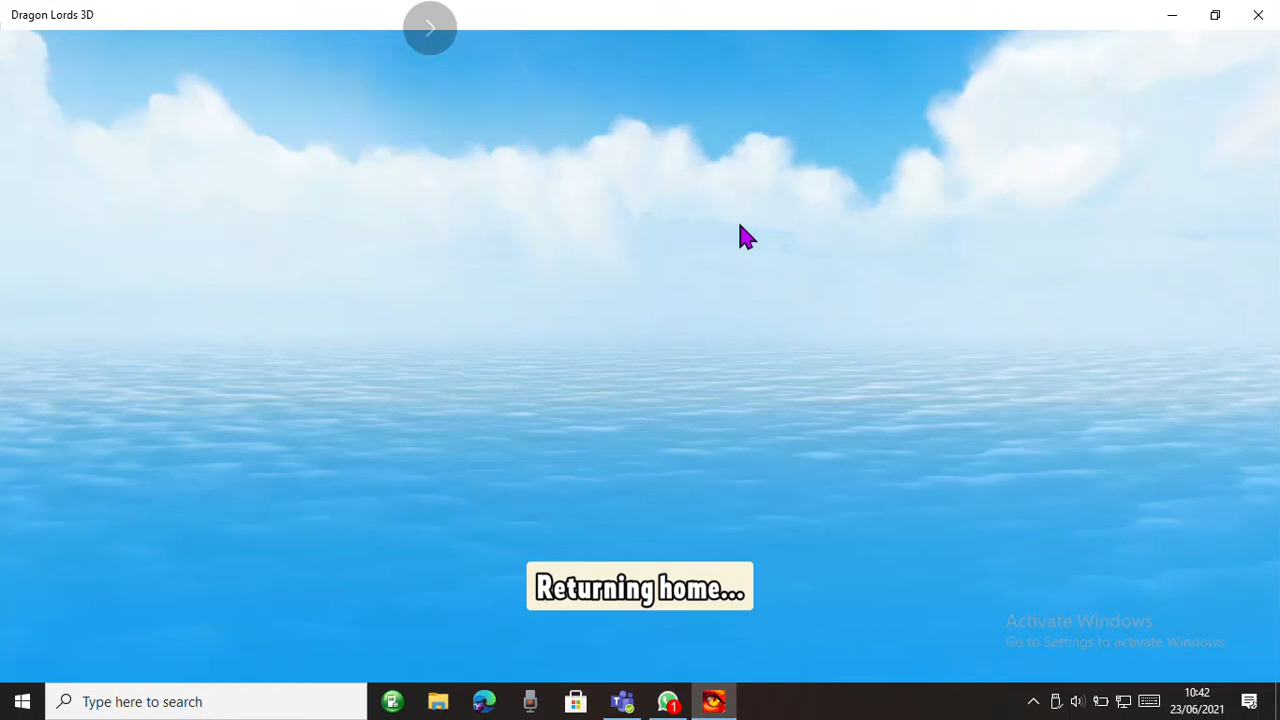 Dragon Lords 3D
Returning home...
Activate Windows
Go to Settings to activate Windows.
Type here to search
1
10:42
23/06/2021